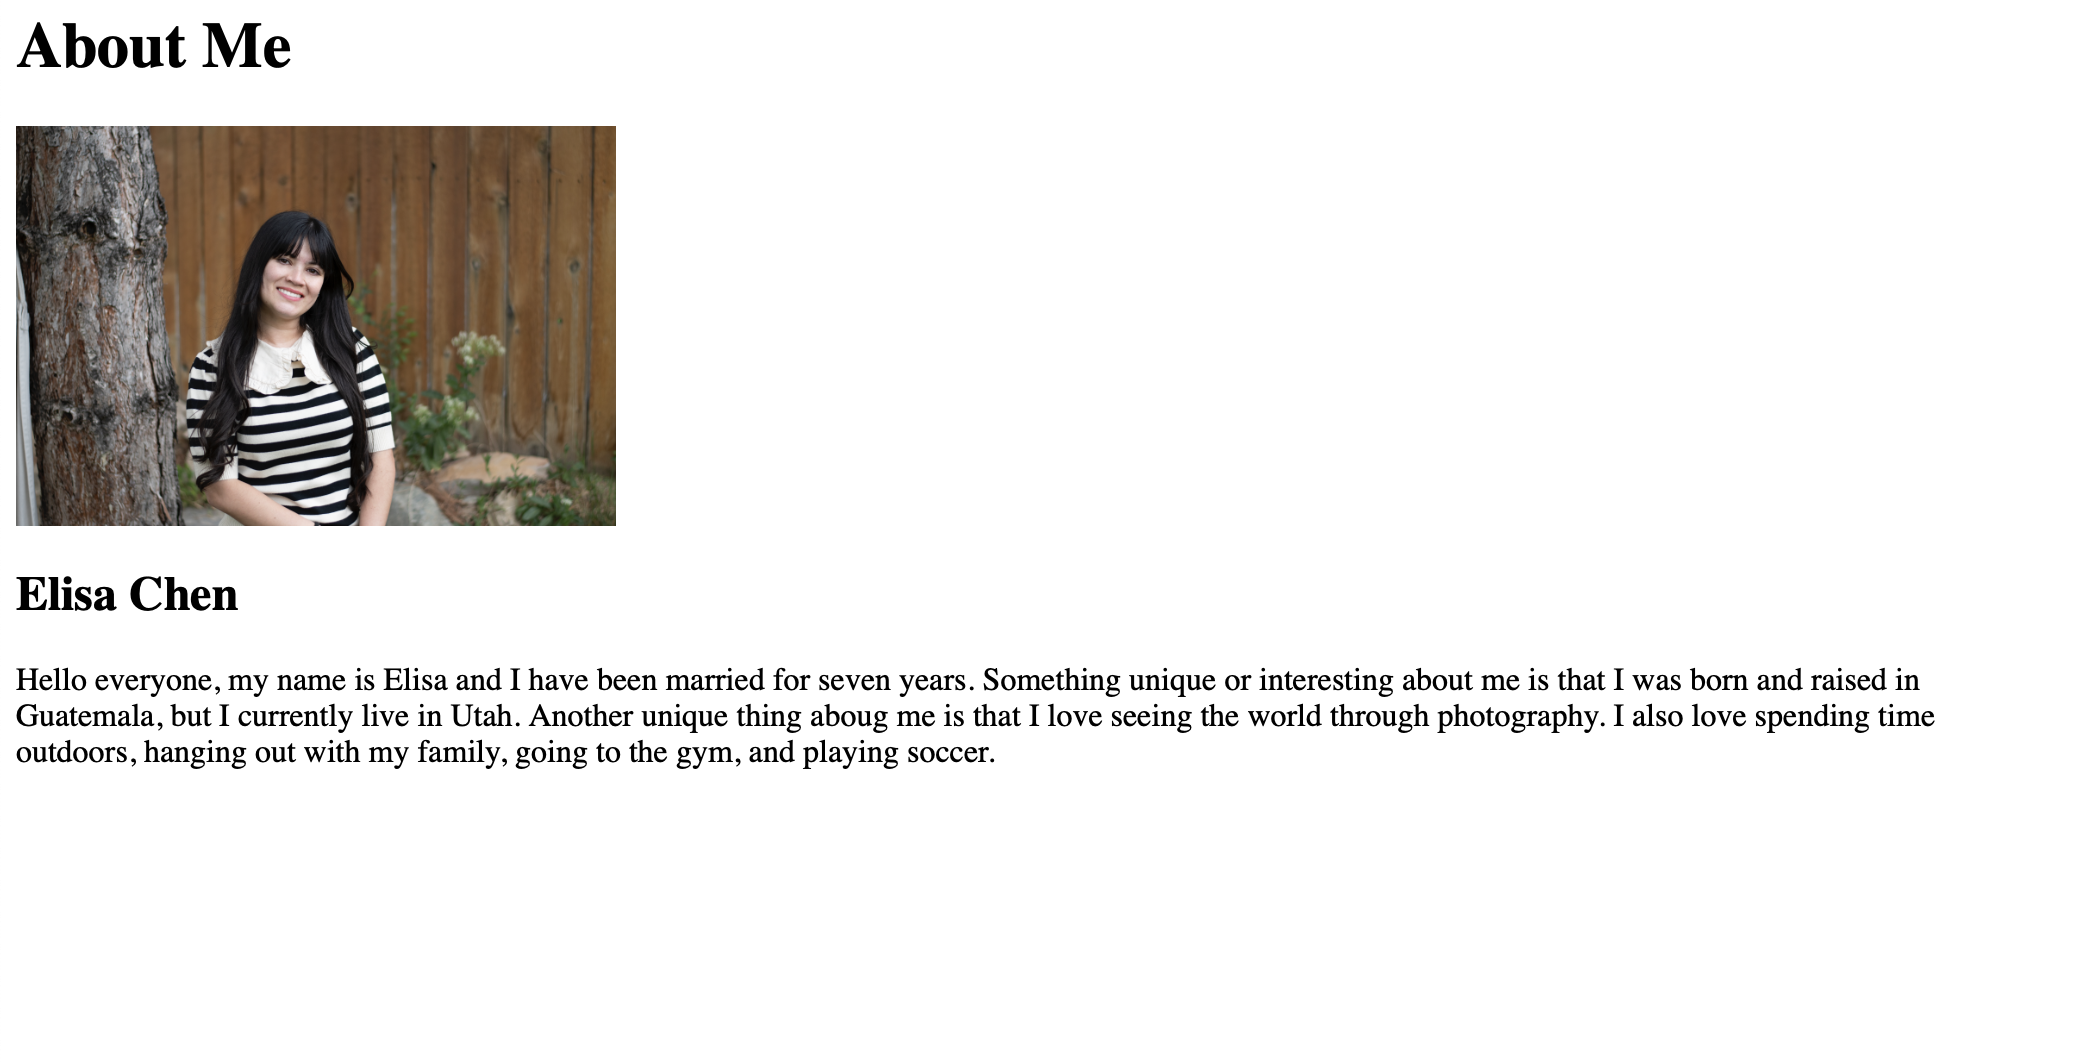 About Me
Elisa Chen
Hello everyone, my name is Elisa and I have been married for seven years. Something unique or interesting about me is that I was born and raised in
Guatemala, but I currently live in Utah. Another unique thing aboug me is that I love seeing the world through photography. I also love spending time
outdoors, hanging out with my family, going to the gym, and playing soccer.